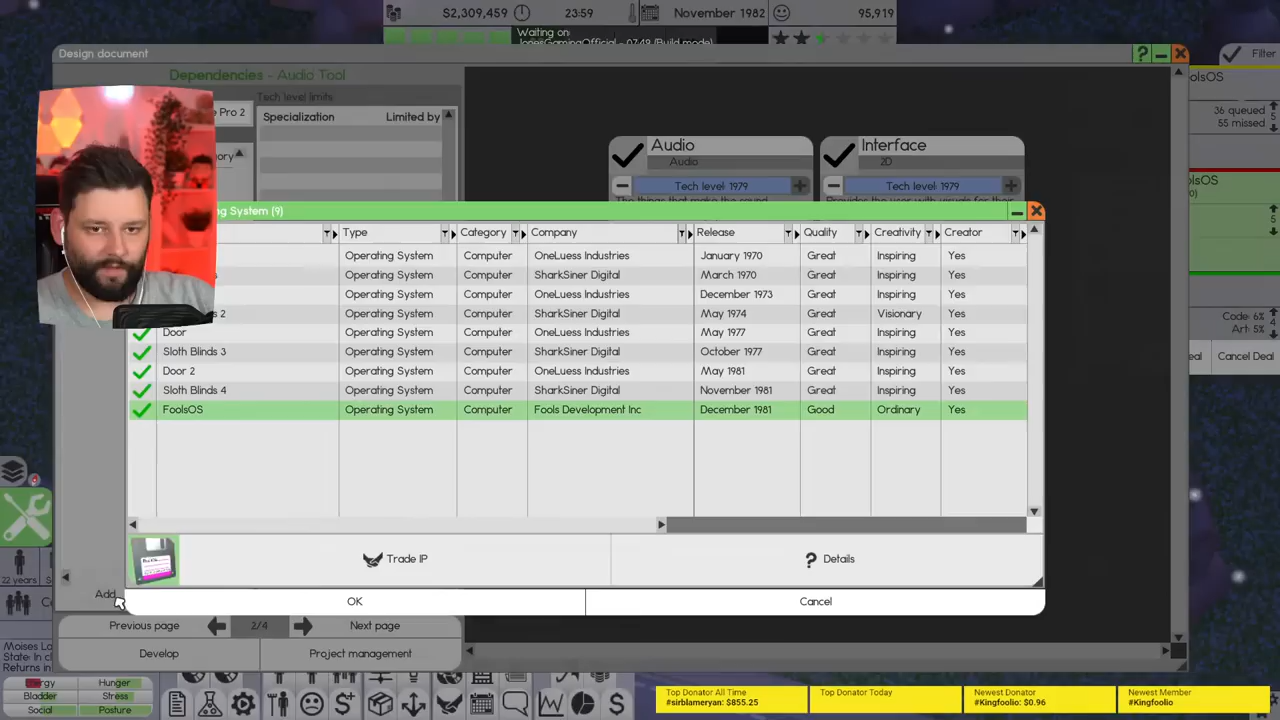 $2,309,459
23:59
November 1982
95,919
Waiting on:
JonesGamingOfficial - 07:49 (Build mode)
Design document
?
Filter
Dependencies - Audio Tool
Tech level limits
Specialization
Limited by
Pro 2
Audio
Audio
Tech level: 1979
Interface
2D
Tech level: 1979
36 queued
55 missed
System (9)
Type
Category
Company
Release
Quality
Creativity
Creator
Operating System
Computer
OneLuess Industries
January 1970
Great
Inspiring
Yes
Operating System
Computer
SharkSiner Digital
March 1970
Great
Inspiring
Yes
Operating System
Computer
OneLuess Industries
December 1973
Great
Inspiring
Yes
2
Operating System
Computer
SharkSiner Digital
May 1974
Great
Visionary
Yes
Door
Operating System
Computer
OneLuess Industries
May 1977
Great
Inspiring
Yes
Sloth Blinds 3
Operating System
Computer
SharkSiner Digital
October 1977
Great
Inspiring
Yes
Door 2
Operating System
Computer
OneLuess Industries
May 1981
Great
Inspiring
Yes
Sloth Blinds 4
Operating System
Computer
SharkSiner Digital
November 1981
Great
Inspiring
Yes
FoolsOS
Operating System
Computer
Fools Development Inc
December 1981
Good
Ordinary
Yes
Code: 6%
Art: 5%
Cancel Deal
Trade IP
? Details
Add
OK
Cancel
22 years
Previous page
2/4
Next page
Develop
Project management
Hunger
Bladder
Stress
Social
Posture
Top Donator All Time
#sirblameryan: $855.25
Top Donator Today
Newest Donator
#Kingfoolio: $0.96
Newest Member
#Kingfoolio